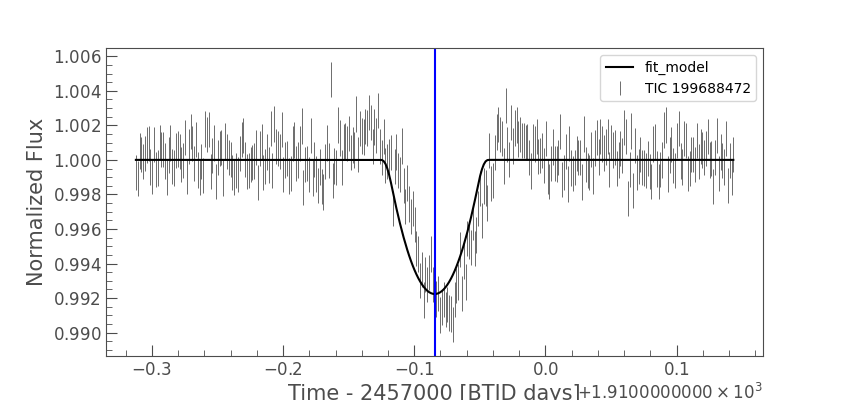 1.006
1.004
1.002
1.000
0.998
0.996
0.994
0.992
0.990
Normalized Flux
fit_model
TIC 199688472
−0.3
−0.2
−0.1
0.0
0.1
Time - 2457000 [BTJD days]
+1.9100000000 × 10³